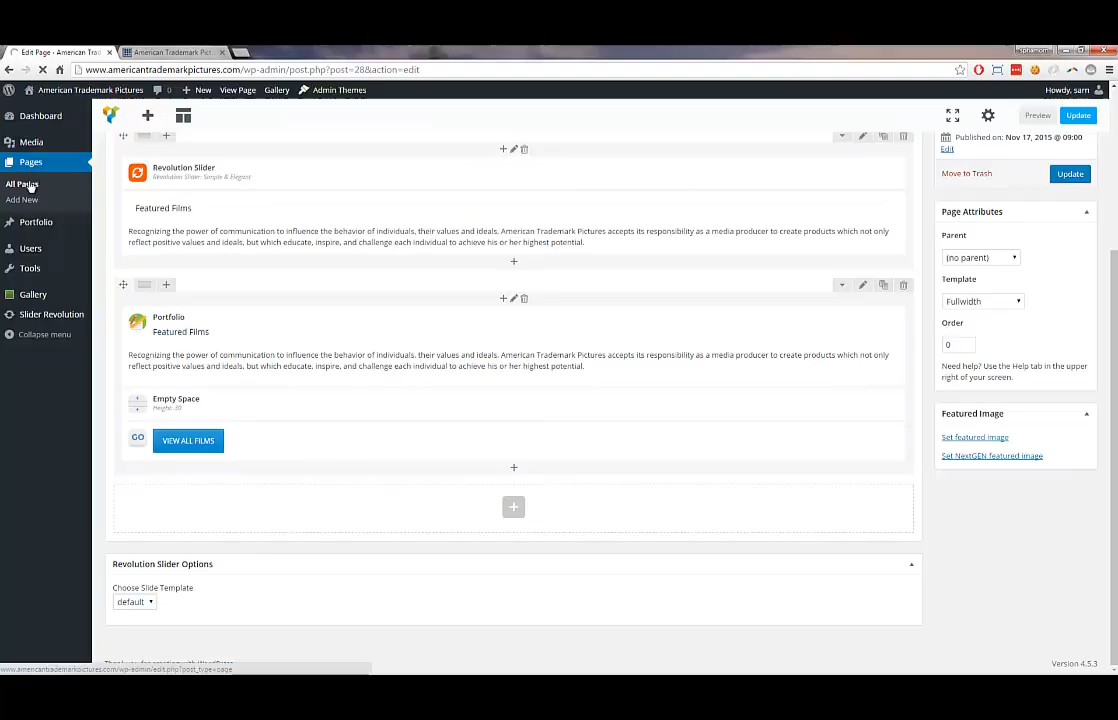 Edit Page ‹ American Trad
American Trademark Pict
www.americantrademarkpictures.com/wp-admin/post.php?post=28&action=edit
American Trademark Pictures
0
New
View Page
Gallery
Admin Themes
Howdy, sam
Dashboard
Media
Pages
All Pages
Add New
Portfolio
Users
Tools
Gallery
Slider Revolution
Collapse menu
Preview
Update
Revolution Slider
Revolution Slider: Simple & Elegant
Featured Films
Recognizing the power of communication to influence the behavior of individuals, their values and ideals, American Trademark Pictures accepts its responsibility as a media producer to create products which not only
reflect positive values and ideals, but which educate, inspire, and challenge each individual to achieve his or her highest potential.
Portfolio
Featured Films
Recognizing the power of communication to influence the behavior of individuals, their values and ideals, American Trademark Pictures accepts its responsibility as a media producer to create products which not only
reflect positive values and ideals, but which educate, inspire, and challenge each individual to achieve his or her highest potential.
Empty Space
Height: 30
GO
VIEW ALL FILMS
Revolution Slider Options
Choose Slide Template
default
Published on: Nov 17, 2015 @ 09:00
Edit
Move to Trash
Update
Page Attributes
Parent
(no parent)
Template
Fullwidth
Order
0
Need help? Use the Help tab in the upper
right of your screen.
Featured Image
Set featured image
Set NextGEN featured image
Version 4.5.3
www.americantrademarkpictures.com/wp-admin/edit.php?post_type=page